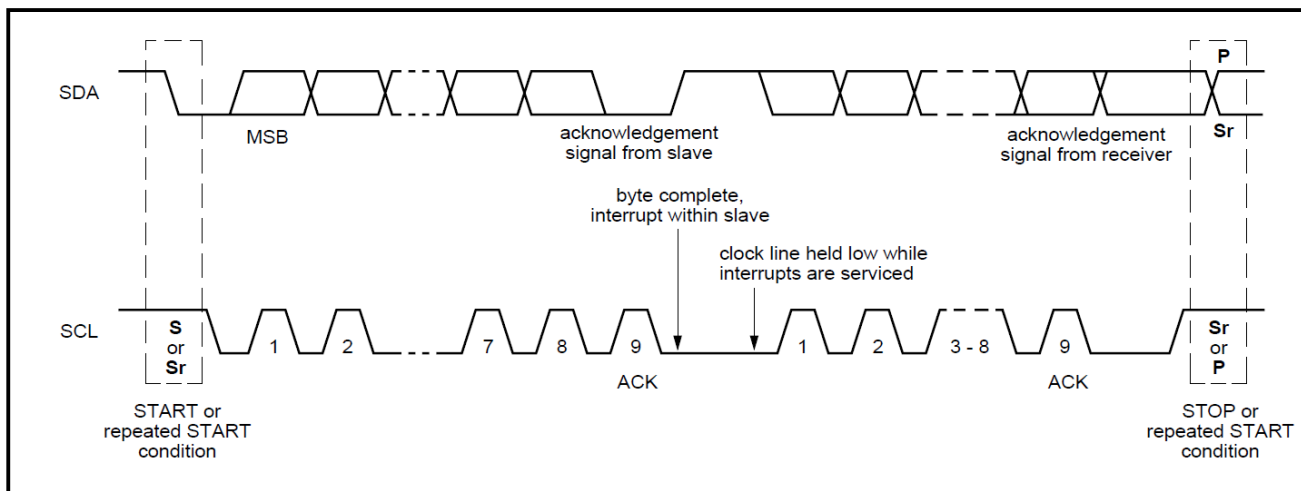 P
SDA
MSB
acknowledgement
signal from slave
acknowledgement
signal from receiver
Sr
byte complete,
interrupt within slave
clock line held low while
interrupts are serviced
SCL
S
or
Sr
1
2
7
8
9
1
2
3 - 8
9
Sr
or
P
ACK
ACK
START or
repeated START
condition
STOP or
repeated START
condition